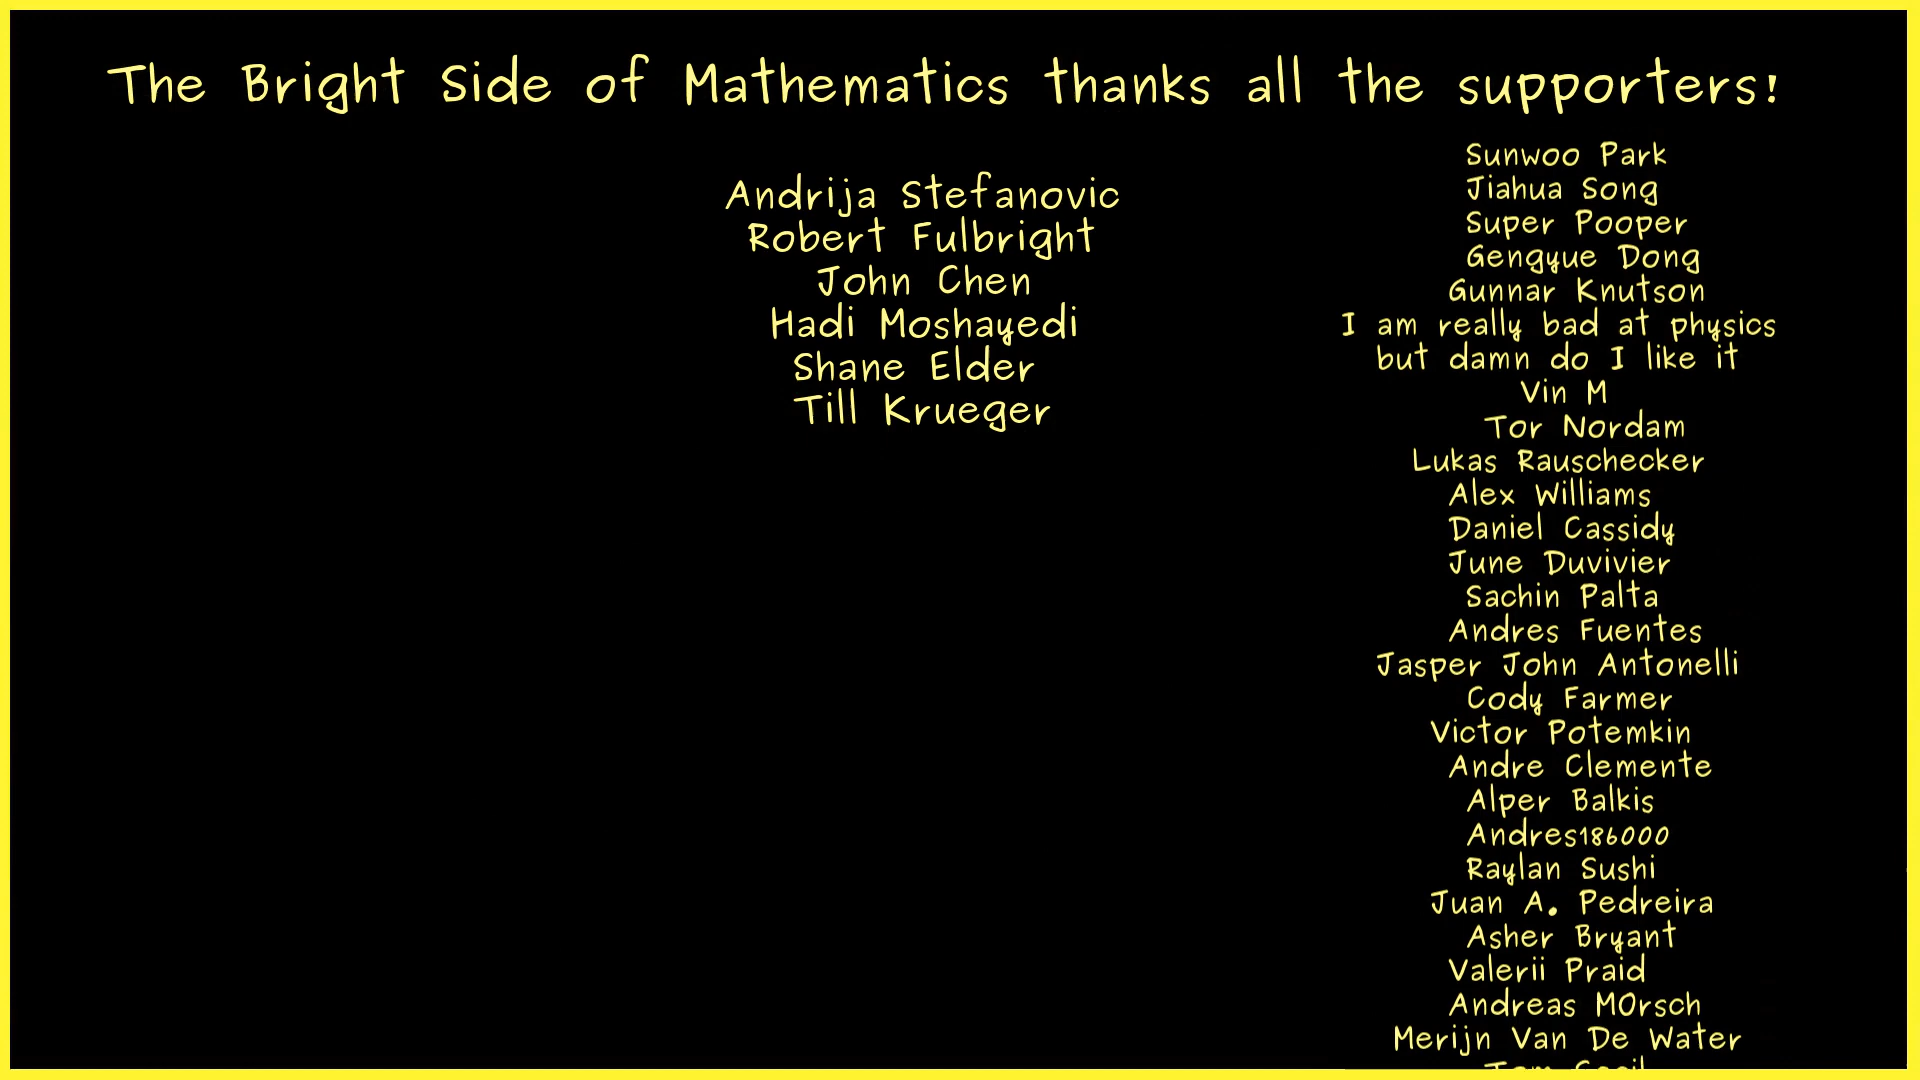 The Bright Side of Mathematics thanks all the supporters!
Andrija Stefanovic
Robert Fulbright
John Chen
Hadi Moshayedi
Shane Elder
Till Krueger
Sunwoo Park
Jiahua Song
Super Pooper
Gengyue Dong
Gunnar Knutson
I am really bad at physics
but damn do I like it
Vin M
Tor Nordam
Lukas Rauschecker
Alex Williams
Daniel Cassidy
June Duvivier
Sachin Palta
Andres Fuentes
Jasper John Antonelli
Cody Farmer
Victor Potemkin
Andre Clemente
Alper Balkis
Andres186000
Raylan Sushi
Juan A. Pedreira
Asher Bryant
Valerii Praid
Andreas MOrsch
Merijn Van De Water